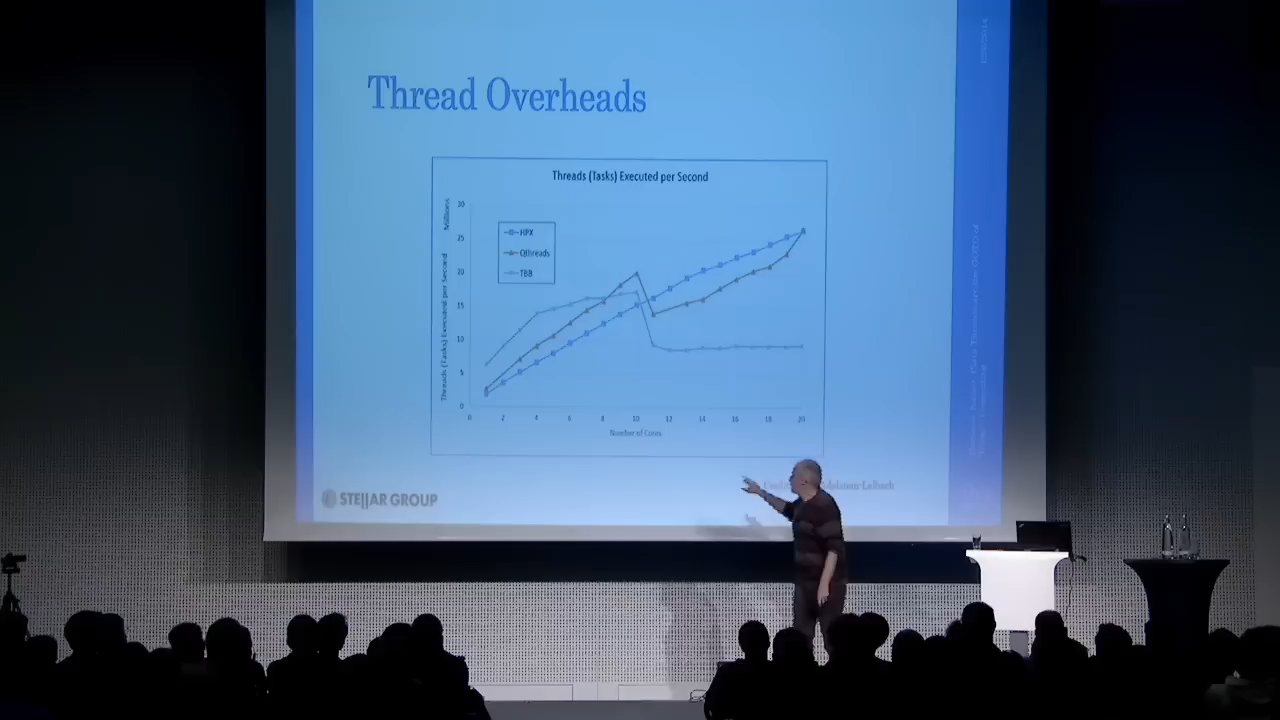 Thread Overheads
Threads (Tasks) Executed per Second
Millions
Threads (Tasks) Executed per Second
30
25
20
15
10
5
0
HPX
Qthreads
TBB
0 2 4 6 8 10 12 14 16 18 20
Number of Cores
STE||AR GROUP